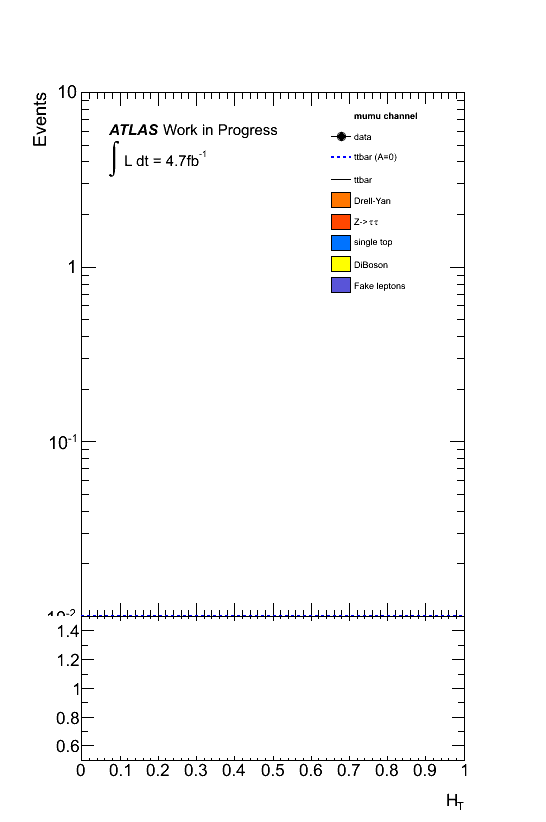 Events
10
1
10⁻¹
10⁻²
ATLAS Work in Progress
∫ L dt = 4.7fb⁻¹
mumu channel
data
ttbar (A=0)
ttbar
Drell-Yan
Z->ττ
single top
DiBoson
Fake leptons
1.4
1.2
1
0.8
0.6
0 0.1 0.2 0.3 0.4 0.5 0.6 0.7 0.8 0.9 1
H_T